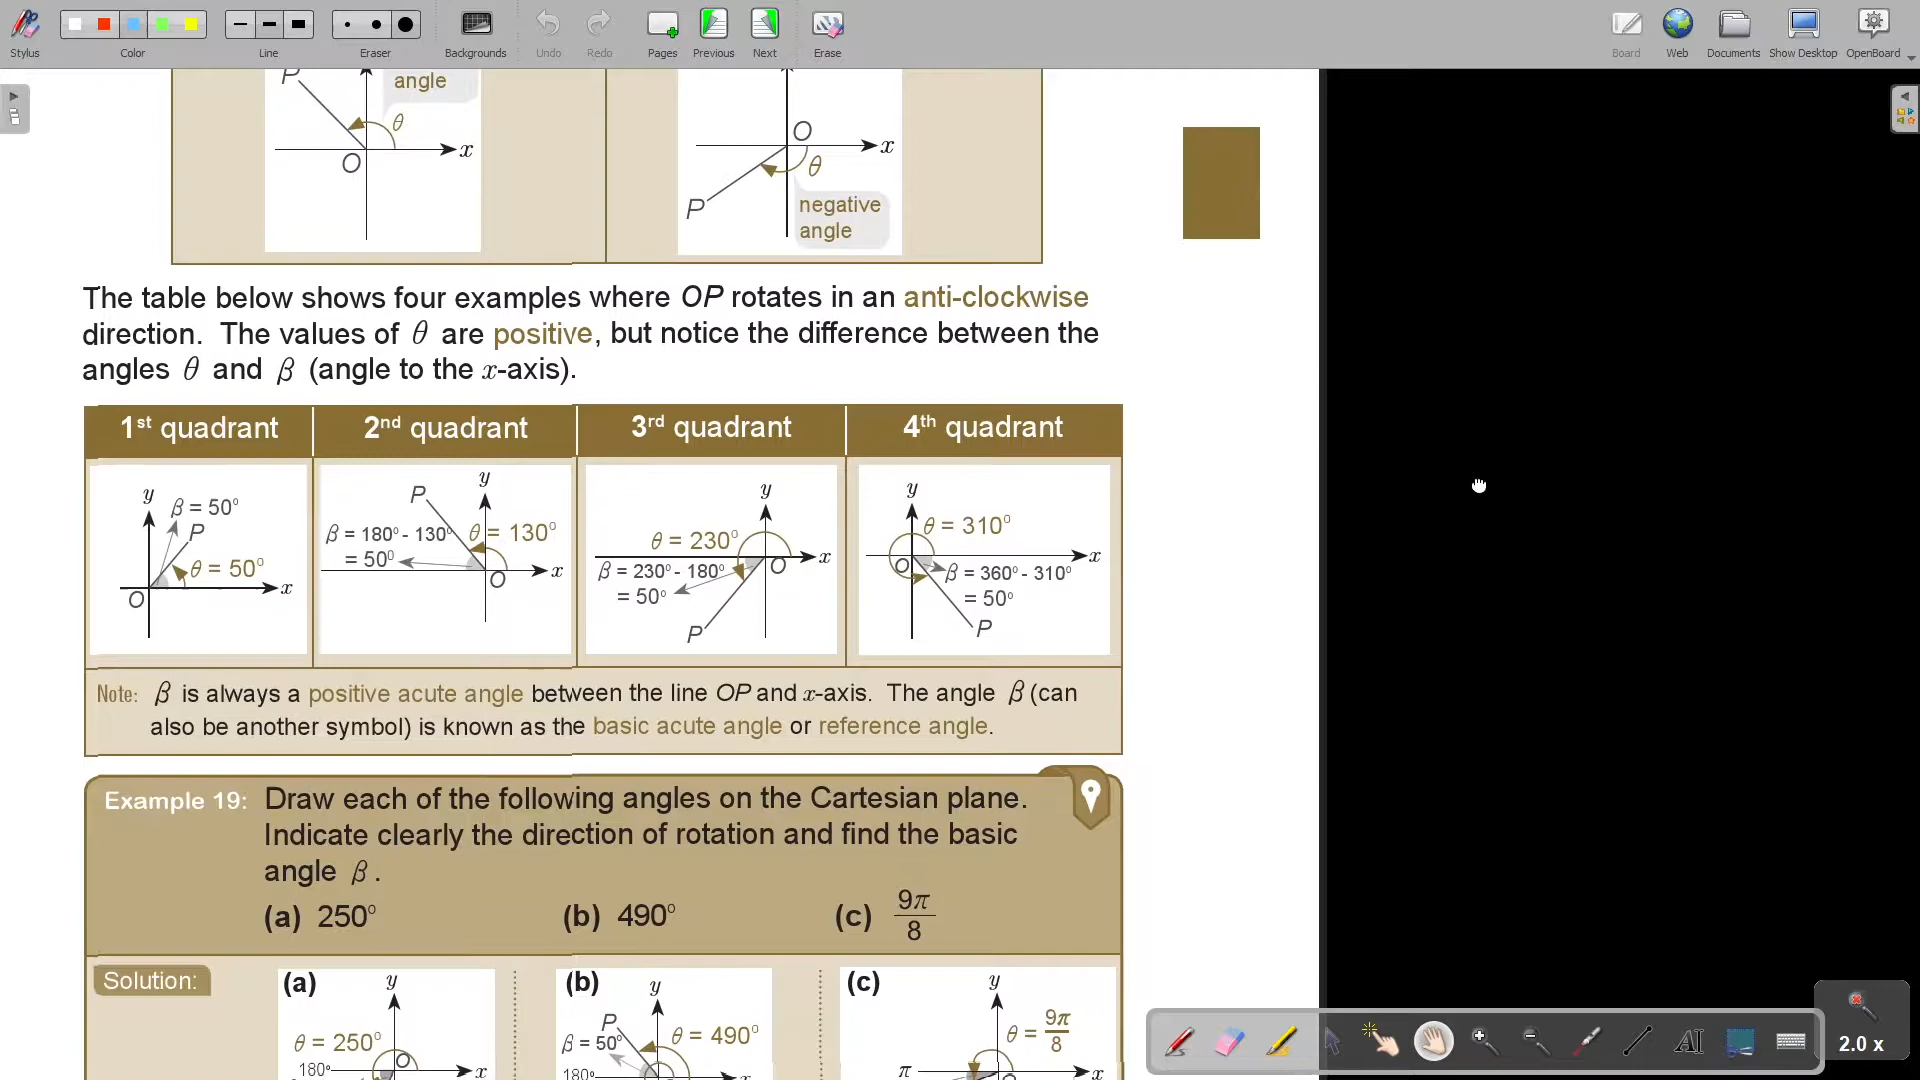 Stylus
Color
Line
Eraser
Backgrounds
Undo
Redo
Pages
Previous
Next
Erase
Board
Web
Documents
Show Desktop
OpenBoard
P
angle
θ
x
O
O
x
θ
P
negative
angle
The table below shows four examples where OP rotates in an anti-clockwise
direction. The values of θ are positive, but notice the difference between the
angles θ and β (angle to the x-axis).
1st quadrant
2nd quadrant
3rd quadrant
4th quadrant
y
β = 50°
P
θ = 50°
x
O
y
P
β = 180° - 130°
= 50°
θ = 130°
x
O
y
θ = 230°
x
O
β = 230° - 180°
= 50°
P
y
θ = 310°
x
O
β = 360° - 310°
= 50°
P
Note: β is always a positive acute angle between the line OP and x-axis. The angle β (can
also be another symbol) is known as the basic acute angle or reference angle.
Example 19: Draw each of the following angles on the Cartesian plane.
Indicate clearly the direction of rotation and find the basic
angle β.
(a) 250° (b) 490° (c) 9π/8
Solution:
(a)
y
θ = 250°
O
180°
x
(b)
y
P
θ = 490°
β = 50°
180°
x
(c)
y
θ = 9π/8
π
x
AI
2.0 x